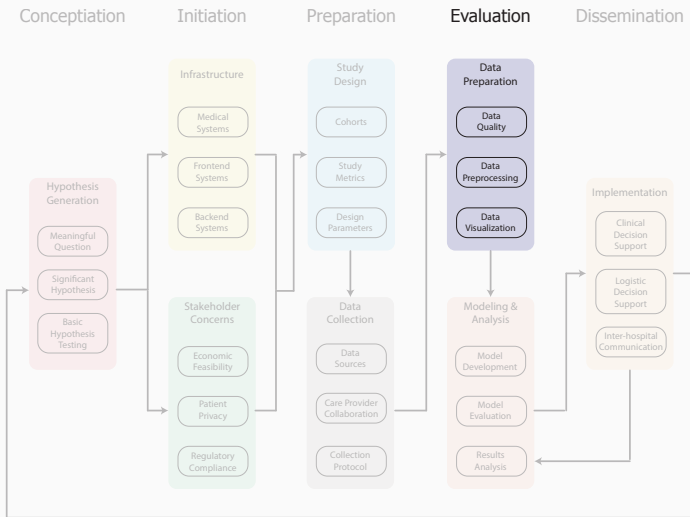 Conceptiation
Initiation
Preparation
Evaluation
Dissemination
Hypothesis
Generation
Meaningful
Question
Significant
Hypothesis
Basic
Hypothesis
Testing
Infrastructure
Medical
Systems
Frontend
Systems
Backend
Systems
Stakeholder
Concerns
Economic
Feasibility
Patient
Privacy
Regulatory
Compliance
Study
Design
Cohorts
Study
Metrics
Design
Parameters
Data
Collection
Data
Sources
Care Provider
Collaboration
Collection
Protocol
Data
Preparation
Data
Quality
Data
Preprocessing
Data
Visualization
Modeling &
Analysis
Model
Development
Model
Evaluation
Results
Analysis
Implementation
Clinical
Decision
Support
Logistic
Decision
Support
Inter-hospital
Communication